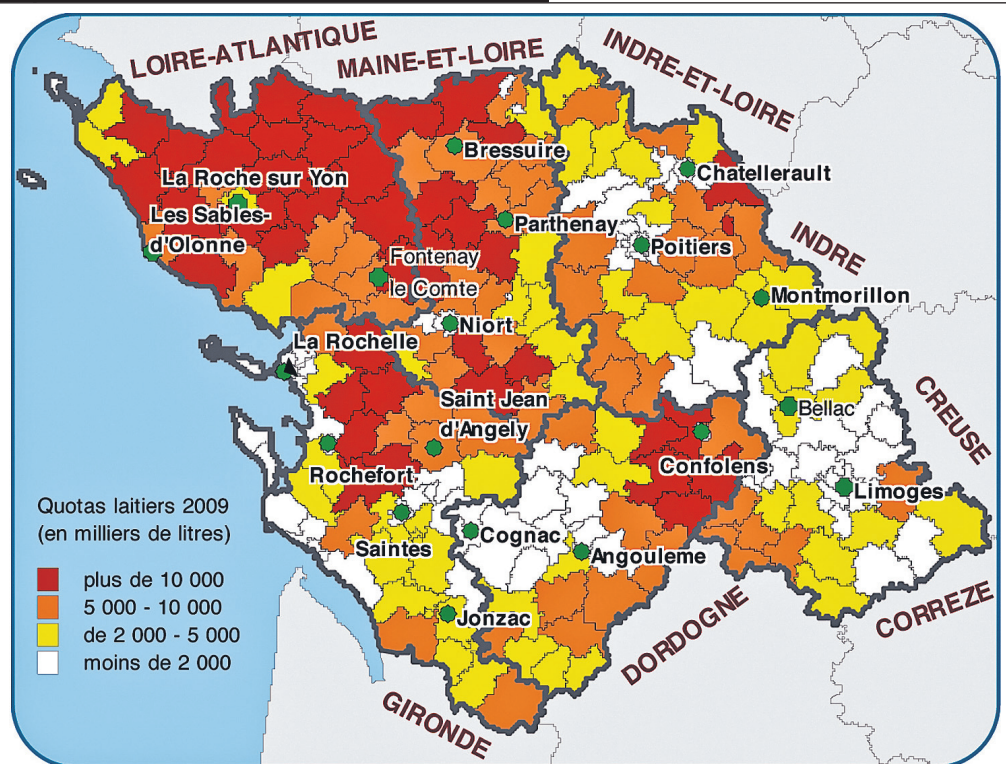 LOIRE-ATLANTIQUE
MAINE-ET-LOIRE
INDRE-ET-LOIRE
Bressuire
Chatellerault
La Roche sur Yon
Les Sables-
d'Olonne
Parthenay
Poitiers
INDRE
Fontenay
le Comte
Montmorillon
Niort
La Rochelle
CREUSE
Saint Jean
d'Angely
Bellac
Rochefort
Confolens
Limoges
Quotas laitiers 2009
(en milliers de litres)
Saintes
Cognac
Angouleme
plus de 10 000
5 000 - 10 000
de 2 000 - 5 000
moins de 2 000
Jonzac
DORDOGNE
CORREZE
GIRONDE